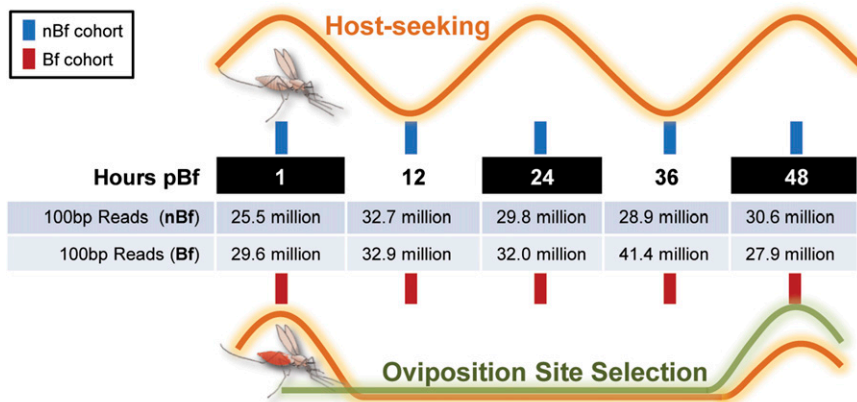 nBf cohort
Bf cohort
Host-seeking
Hours pBf 1 12 24 36 48
100bp Reads (nBf) 25.5 million 32.7 million 29.8 million 28.9 million 30.6 million
100bp Reads (Bf) 29.6 million 32.9 million 32.0 million 41.4 million 27.9 million
Oviposition Site Selection